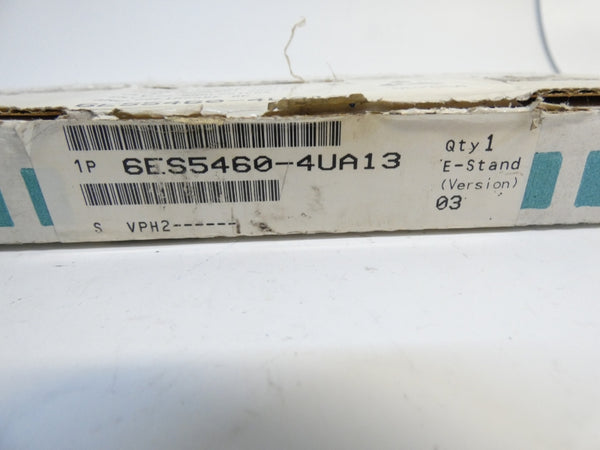 1P 6ES5460-4UA13
S VPH2------
Qty 1
E-Stand
(Version)
03